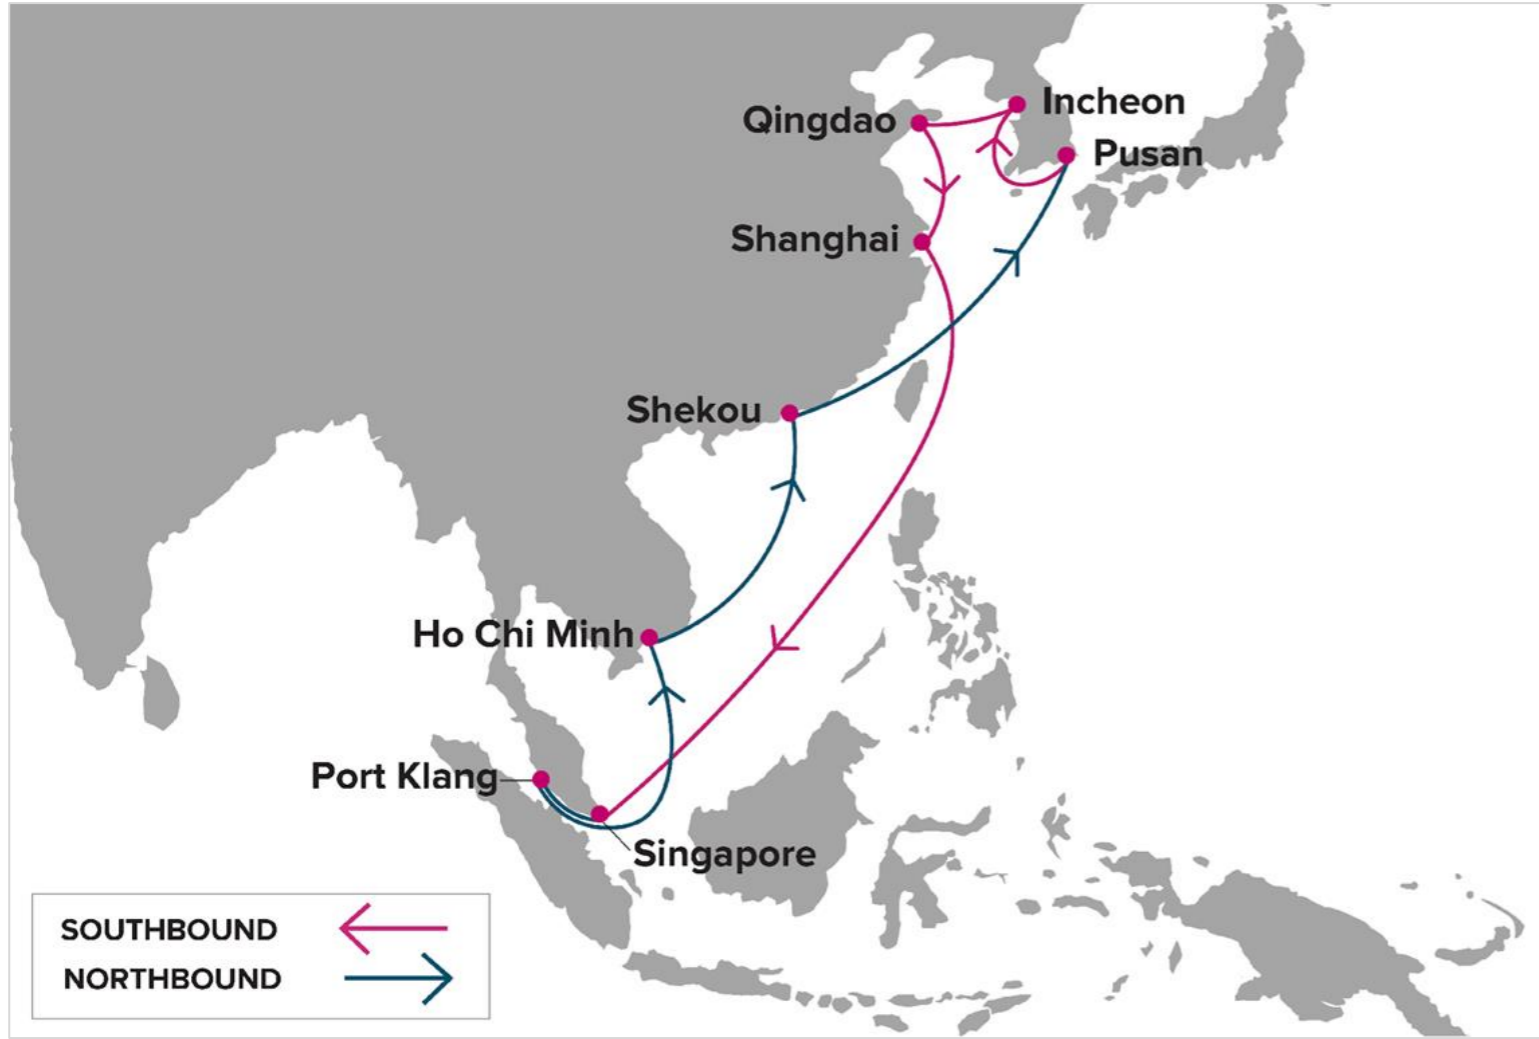 Incheon
Qingdao
Pusan
Shanghai
Shekou
Ho Chi Minh
Port Klang
Singapore
SOUTHBOUND
NORTHBOUND